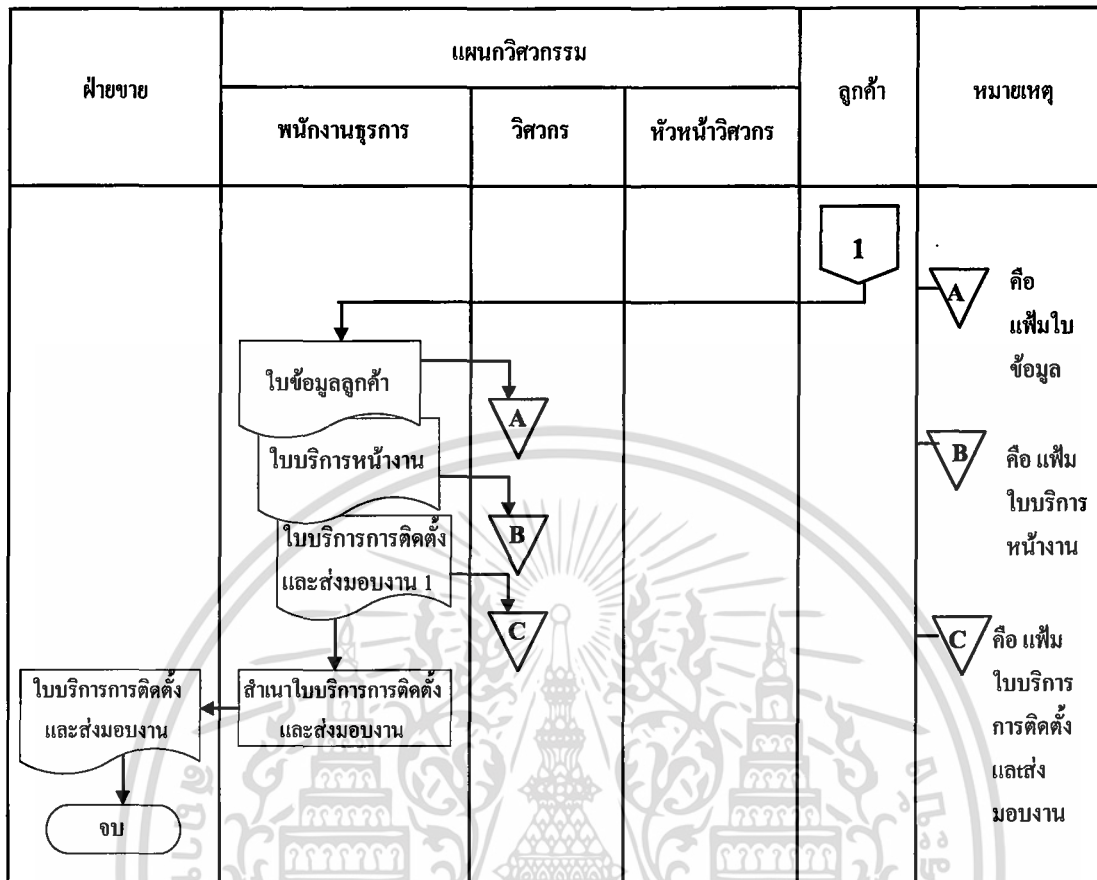 ฝ่ายขาย
แผนกวิศวกรรม
ลูกค้า
หมายเหตุ
พนักงานธุรการ
วิศวกร
หัวหน้าวิศวกร
1
A
คือ
แฟ้มใบ
ข้อมูล
ใบข้อมูลลูกค้า
A
ใบบริการหน้างาน
B
B
คือ แฟ้ม
ใบบริการ
หน้างาน
ใบบริการการติดตั้ง
และส่งมอบงาน 1
C
C
คือ แฟ้ม
ใบบริการ
การติดตั้ง
และส่ง
มอบงาน
สำเนาใบบริการการติดตั้ง
และส่งมอบงาน
ใบบริการการติดตั้ง
และส่งมอบงาน
จบ